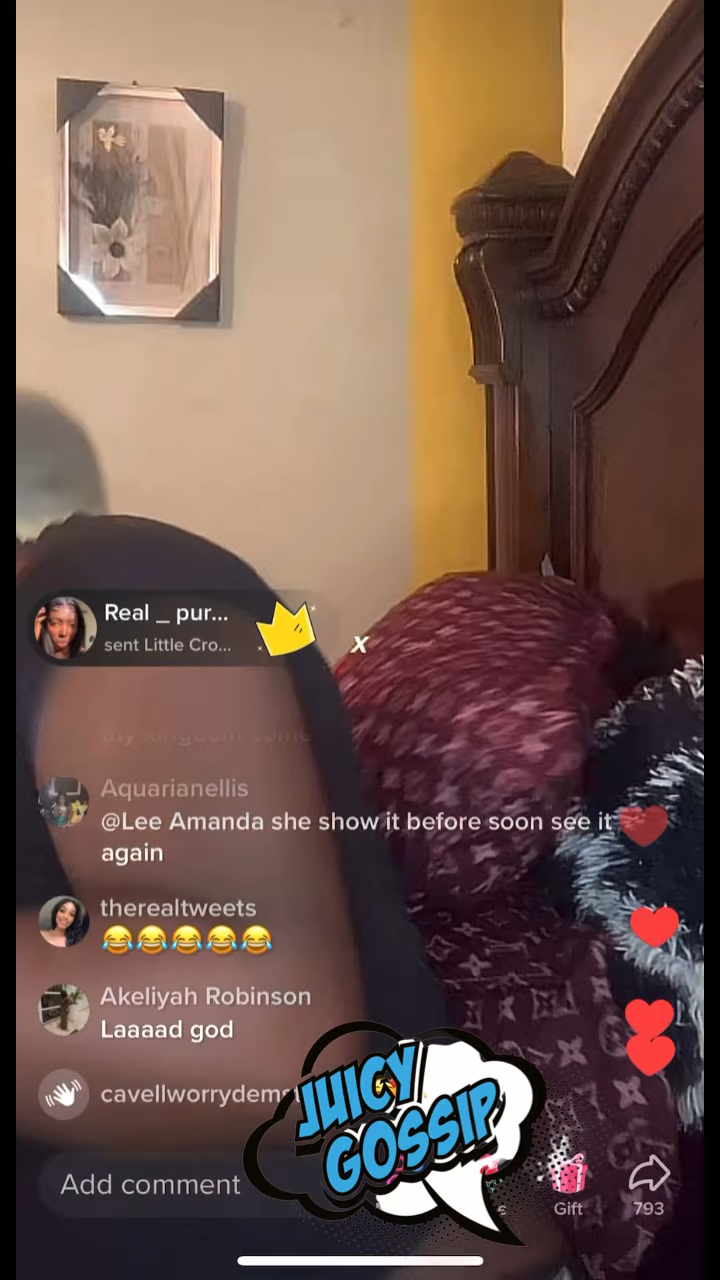 Real _ pur...
sent Little Cro...
x
Aquarianellis
@Lee Amanda she show it before soon see it
again
therealtweets
😂😂😂😂😂
Akeliyah Robinson
Laaaad god
JUICY
GOSSIP
Add comment
Gift
793